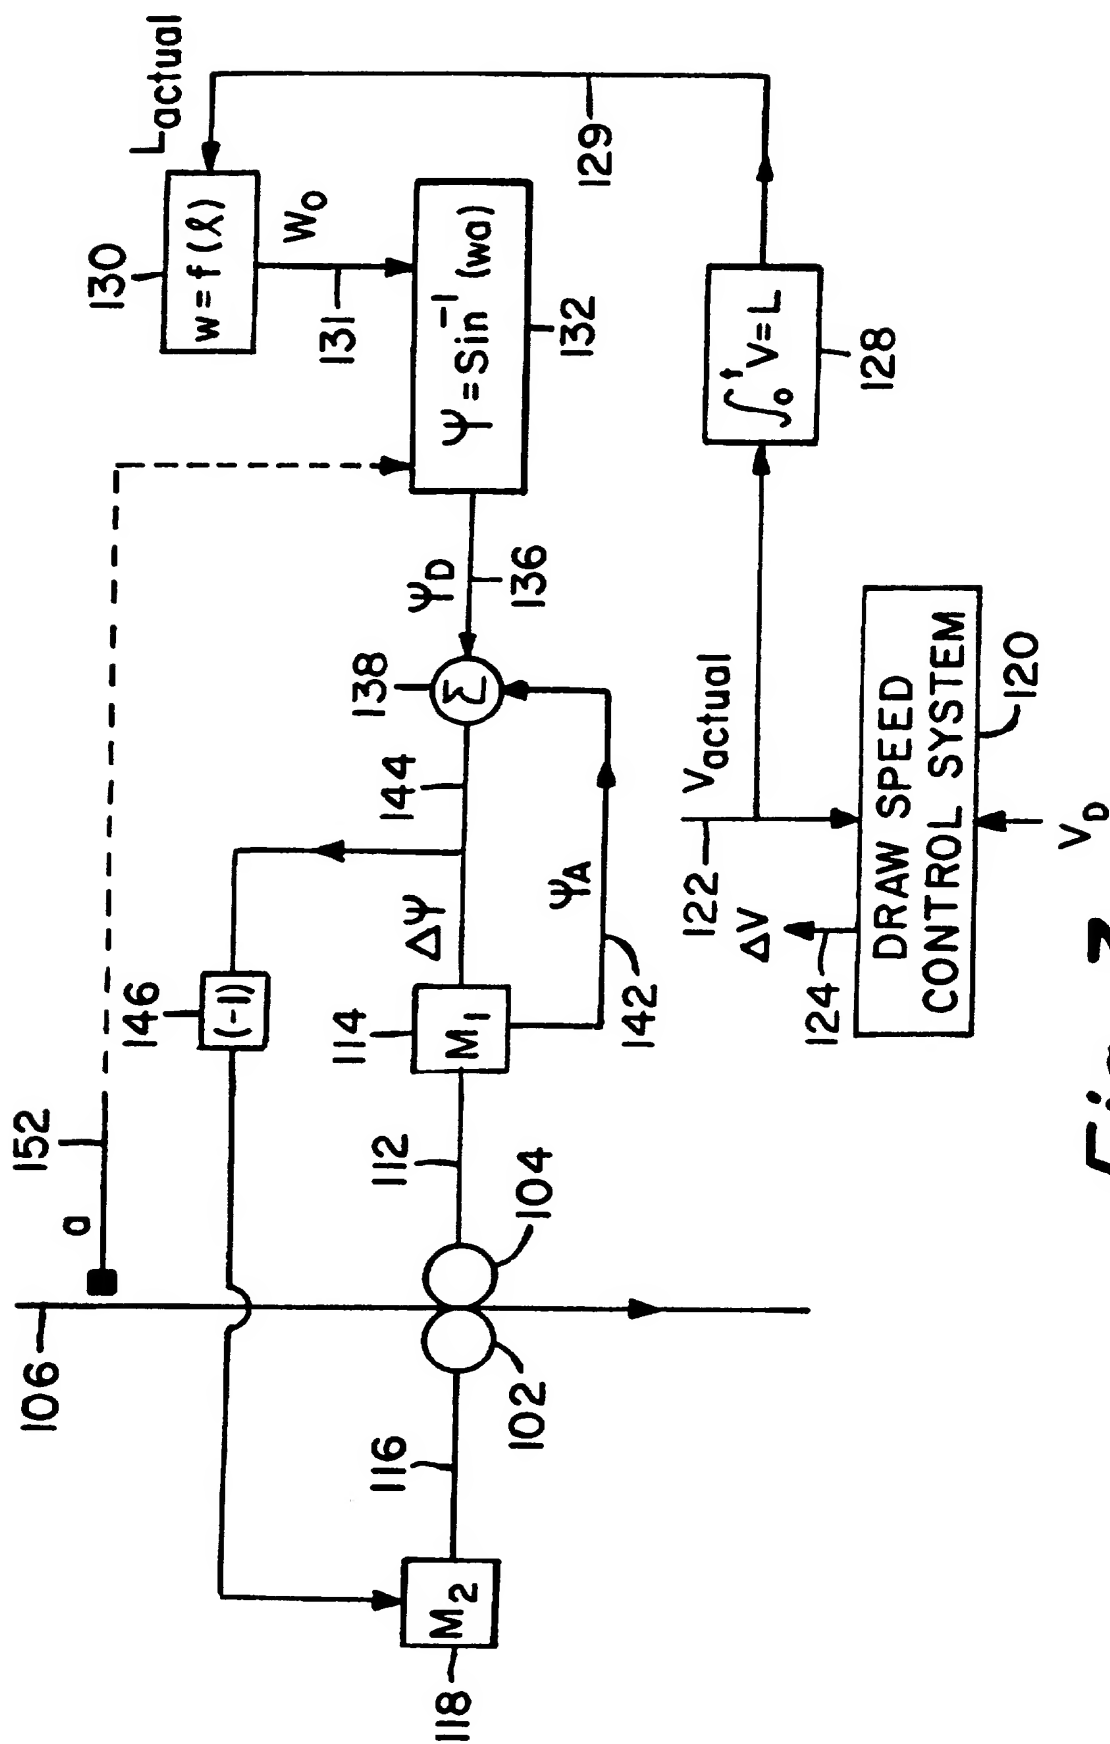 106
152
a
146
(-1)
130
w=f(ℓ)
Lactual
W0
131
118
M2
116
102
104
112
114
M1
ΔΨ
144
138
Σ
ΨD
136
Ψ=Sin⁻¹(wa)
132
129
ΨA
142
122
Vactual
ΔV
124
DRAW SPEED
CONTROL SYSTEM
120
VD
∫0t V=L
128